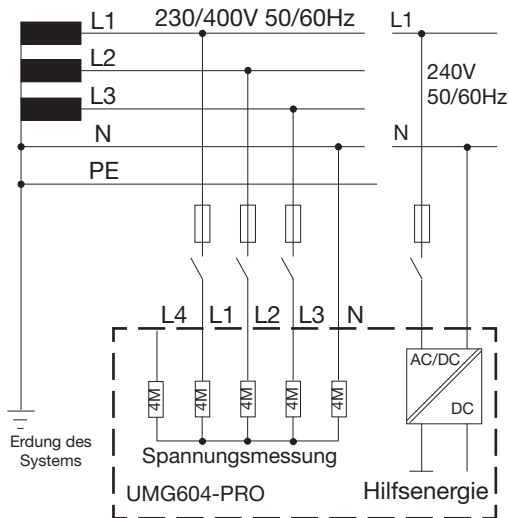 L1 230/400V 50/60Hz L1
L2
240V
50/60Hz
L3
N N
PE
L4 L1 L2 L3 N
AC/DC
DC
4M 4M 4M 4M 4M
Erdung des
Systems
Spannungsmessung
UMG604-PRO Hilfsenergie